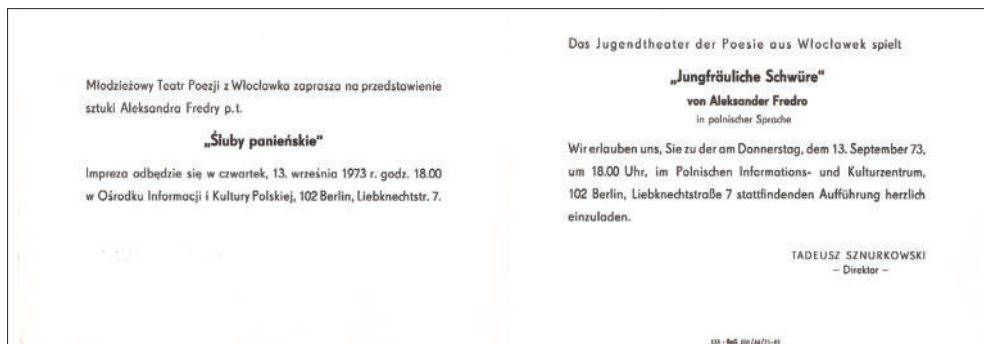 Młodzieżowy Teatr Poezji z Włocławka zaprasza na przedstawienie
sztuki Aleksandra Fredry p.t.
„Śluby panieńskie"
Impreza odbędzie się w czwartek, 13. września 1973 r. godz. 18.00
w Ośrodku Informacji i Kultury Polskiej, 102 Berlin, Liebknechtstr. 7.
Das Jugendtheater der Poesie aus Włocławek spielt
„Jungfräuliche Schwüre"
von Aleksander Fredro
in polnischer Sprache
Wir erlauben uns, Sie zu der am Donnerstag, dem 13. September 73,
um 18.00 Uhr, im Polnischen Informations- und Kulturzentrum,
102 Berlin, Liebknechtstraße 7 stattfindenden Aufführung herzlich
einzuladen.
TADEUSZ SZNURKOWSKI
– Direktor –